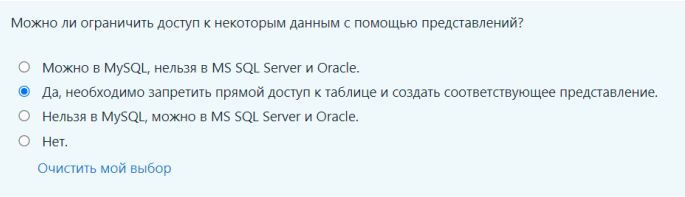 Можно ли ограничить доступ к некоторым данным с помощью представлений?
Можно в MySQL, нельзя в MS SQL Server и Oracle.
Да, необходимо запретить прямой доступ к таблице и создать соответствующее представление.
Нельзя в MySQL, можно в MS SQL Server и Oracle.
Нет.
Очистить мой выбор